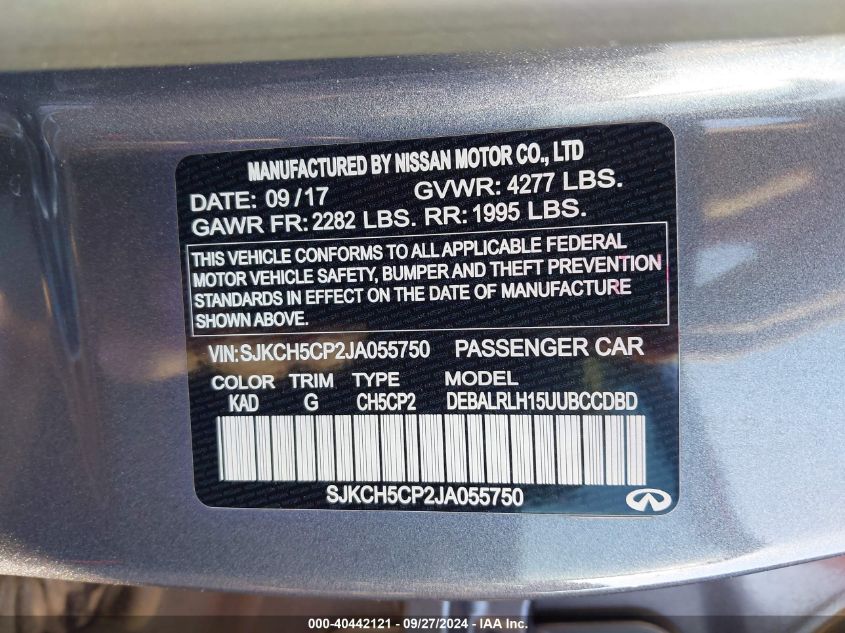 MANUFACTURED BY NISSAN MOTOR CO., LTD
DATE: 09 /17 GVWR: 4277 LBS.
GAWR FR: 2282 LBS. RR: 1995 LBS.
THIS VEHICLE CONFORMS TO ALL APPLICABLE FEDERAL
MOTOR VEHICLE SAFETY, BUMPER AND THEFT PREVENTION
STANDARDS IN EFFECT ON THE DATE OF MANUFACTURE
SHOWN ABOVE.
VIN:SJKCH5CP2JA055750 PASSENGER CAR
COLOR TRIM TYPE MODEL
KAD G CH5CP2 DEBALRLH15UUBCCDBD
SJKCH5CP2JA055750
000-40442121 - 09/27/2024 - IAA Inc.